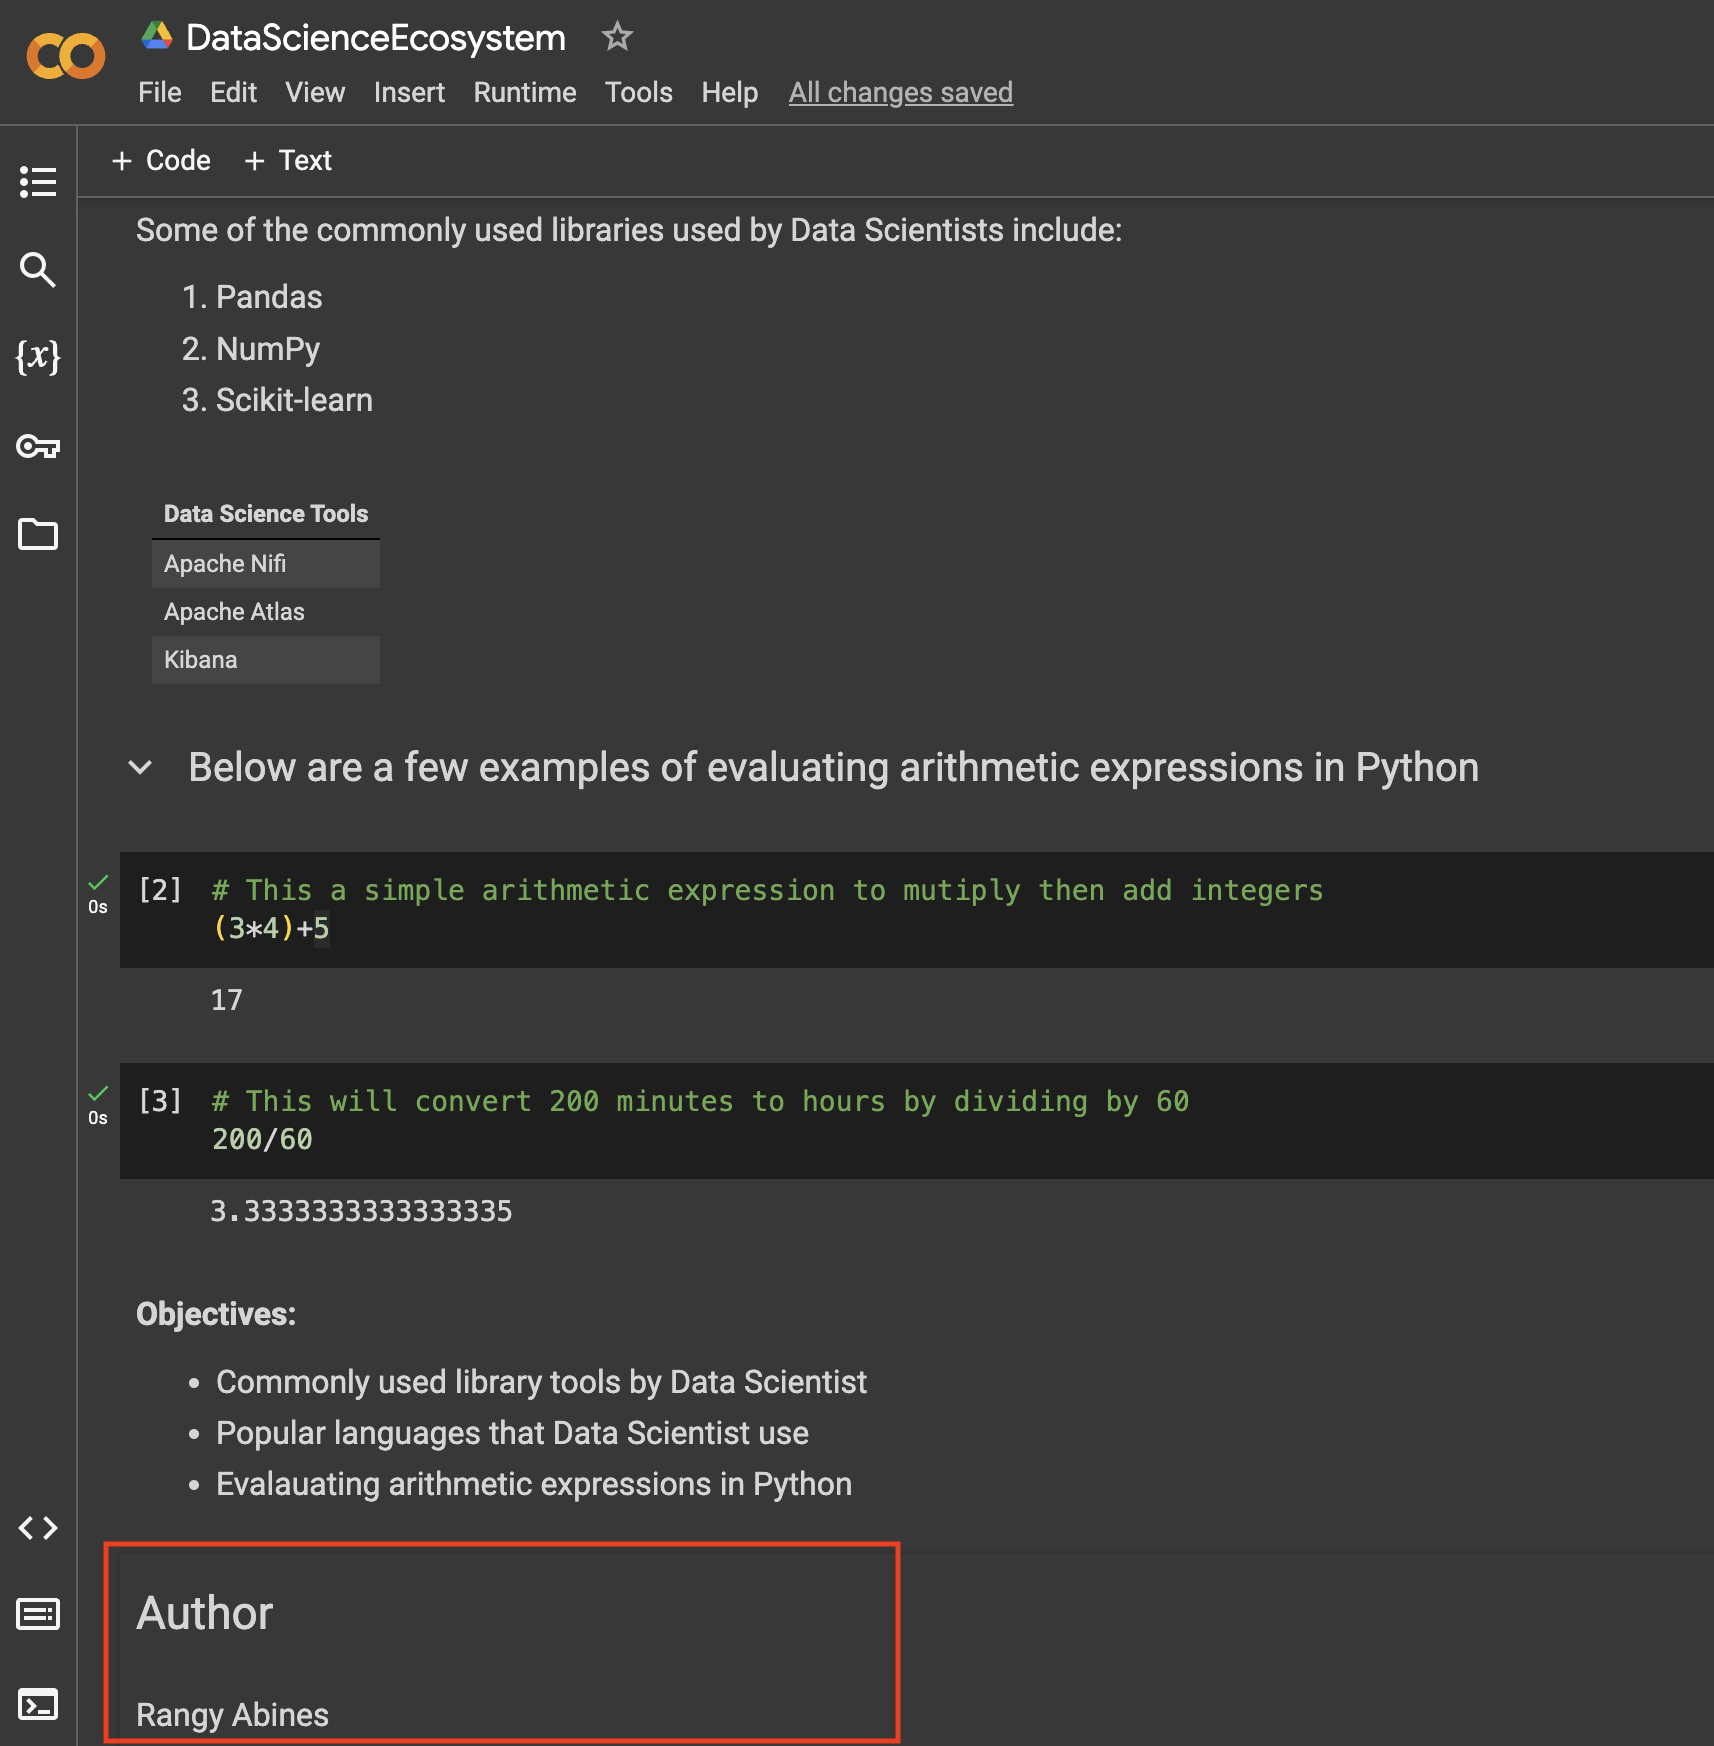 DataScienceEcosystem
File Edit View Insert Runtime Tools Help All changes saved
+ Code + Text
Some of the commonly used libraries used by Data Scientists include:
1. Pandas
2. NumPy
3. Scikit-learn
Data Science Tools
Apache Nifi
Apache Atlas
Kibana
Below are a few examples of evaluating arithmetic expressions in Python
[2] # This a simple arithmetic expression to mutiply then add integers
0s (3*4)+5
17
[3] # This will convert 200 minutes to hours by dividing by 60
0s 200/60
3.3333333333333335
Objectives:
• Commonly used library tools by Data Scientist
• Popular languages that Data Scientist use
• Evalauating arithmetic expressions in Python
Author
Rangy Abines